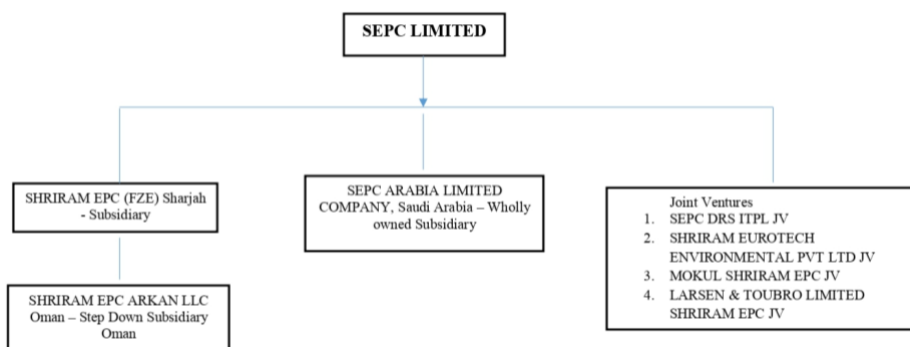 SEPC LIMITED
SHRIRAM EPC (FZE) Sharjah
- Subsidiary
SHRIRAM EPC ARKAN LLC
Oman – Step Down Subsidiary
Oman
SEPC ARABIA LIMITED
COMPANY, Saudi Arabia – Wholly
owned Subsidiary
Joint Ventures
1. SEPC DRS ITPL JV
2. SHRIRAM EUROTECH
ENVIRONMENTAL PVT LTD JV
3. MOKUL SHRIRAM EPC JV
4. LARSEN & TOUBRO LIMITED
SHRIRAM EPC JV